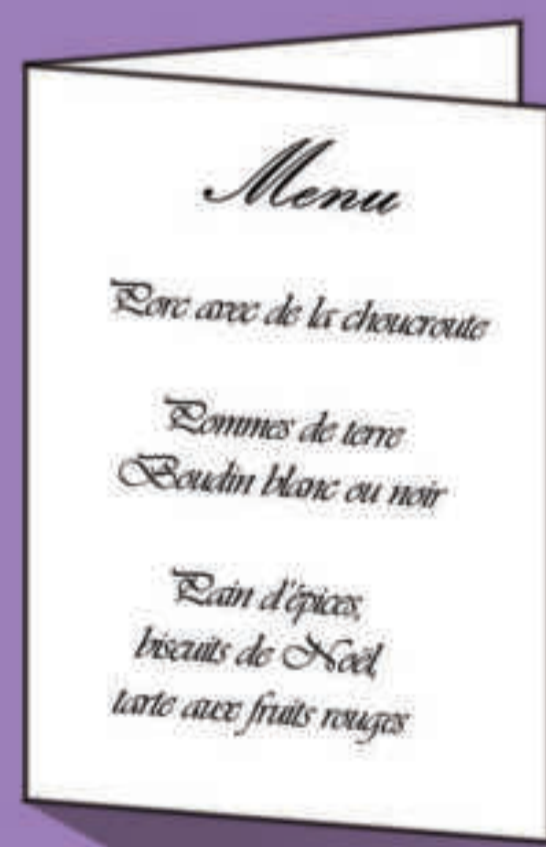 Menu
Porc avec de la choucroute
Pommes de terre
Boudin blanc ou noir
Pain d'épices,
biscuits de Noël,
tarte aux fruits rouges